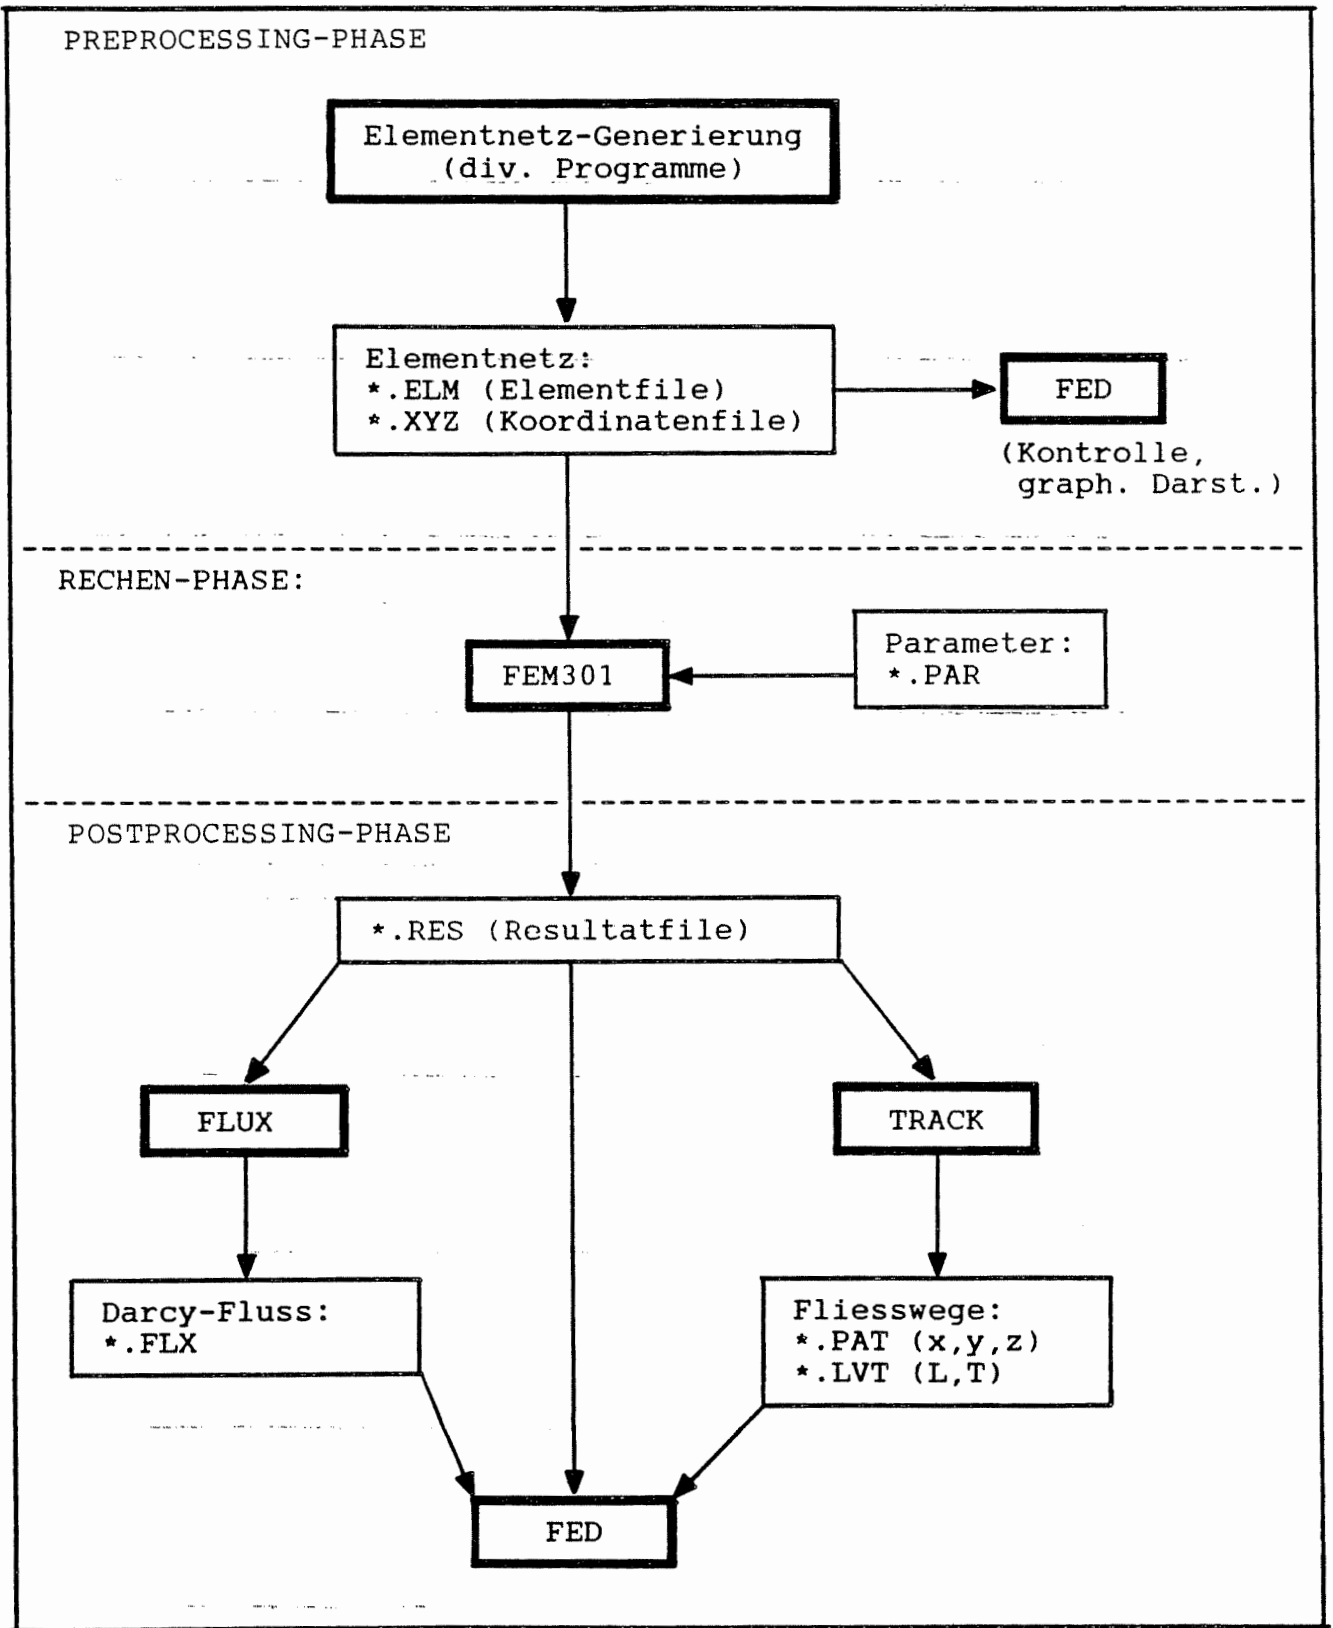 PREPROCESSING-PHASE
Elementnetz-Generierung
(div. Programme)
Elementnetz:
*.ELM (Elementfile)
*.XYZ (Koordinatenfile)
FED
(Kontrolle,
graph. Darst.)
RECHEN-PHASE:
FEM301
Parameter:
*.PAR
POSTPROCESSING-PHASE
*.RES (Resultatfile)
FLUX
TRACK
Darcy-Fluss:
*.FLX
Fliesswege:
*.PAT (x,y,z)
*.LVT (L,T)
FED